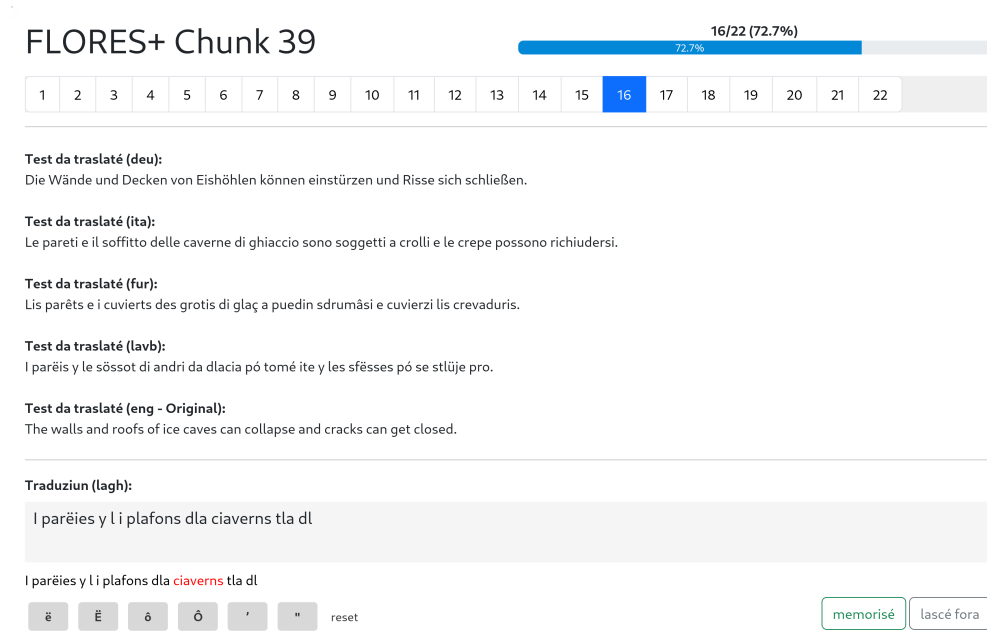 FLORES+ Chunk 39
16/22 (72.7%)
72.7%
1 2 3 4 5 6 7 8 9 10 11 12 13 14 15 16 17 18 19 20 21 22
Test da traslaté (deu):
Die Wände und Decken von Eishöhlen können einstürzen und Risse sich schließen.
Test da traslaté (ita):
Le pareti e il soffitto delle caverne di ghiaccio sono soggetti a crolli e le crepe possono richiudersi.
Test da traslaté (fur):
Lis parêts e i cuvierts des grotis di glaç a puedin sdrumâsi e cuvierzi lis crevaduris.
Test da traslaté (lavb):
I parëis y le sössot di andri da dlacia pó tomé ite y les sfësses pó se stlüje pro.
Test da traslaté (eng - Original):
The walls and roofs of ice caves can collapse and cracks can get closed.
Traduziun (lagh):
I parëies y l i plafons dla ciaverns tla dl
I parëies y l i plafons dla ciaverns tla dl
ë Ë ô Ô ’ " reset
memorisé lascé fora